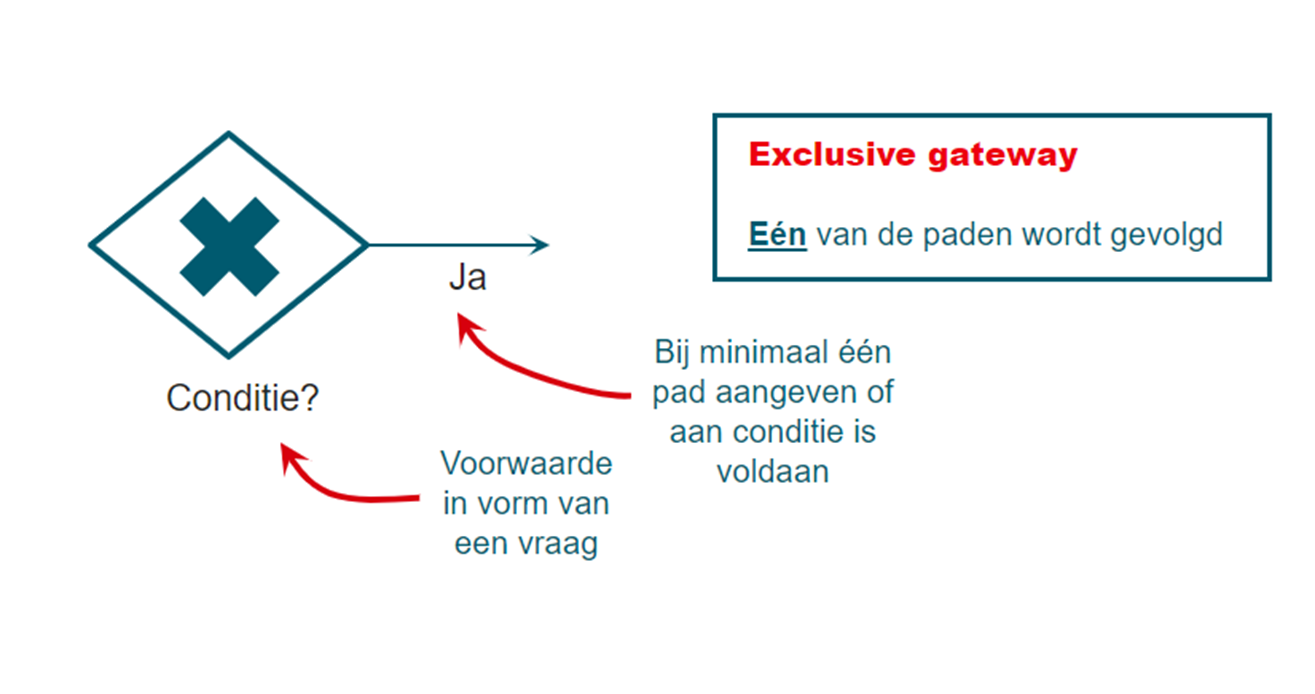 Exclusive gateway
Eén van de paden wordt gevolgd
Ja
Conditie?
Bij minimaal één
pad aangeven of
aan conditie is
voldaan
Voorwaarde
in vorm van
een vraag